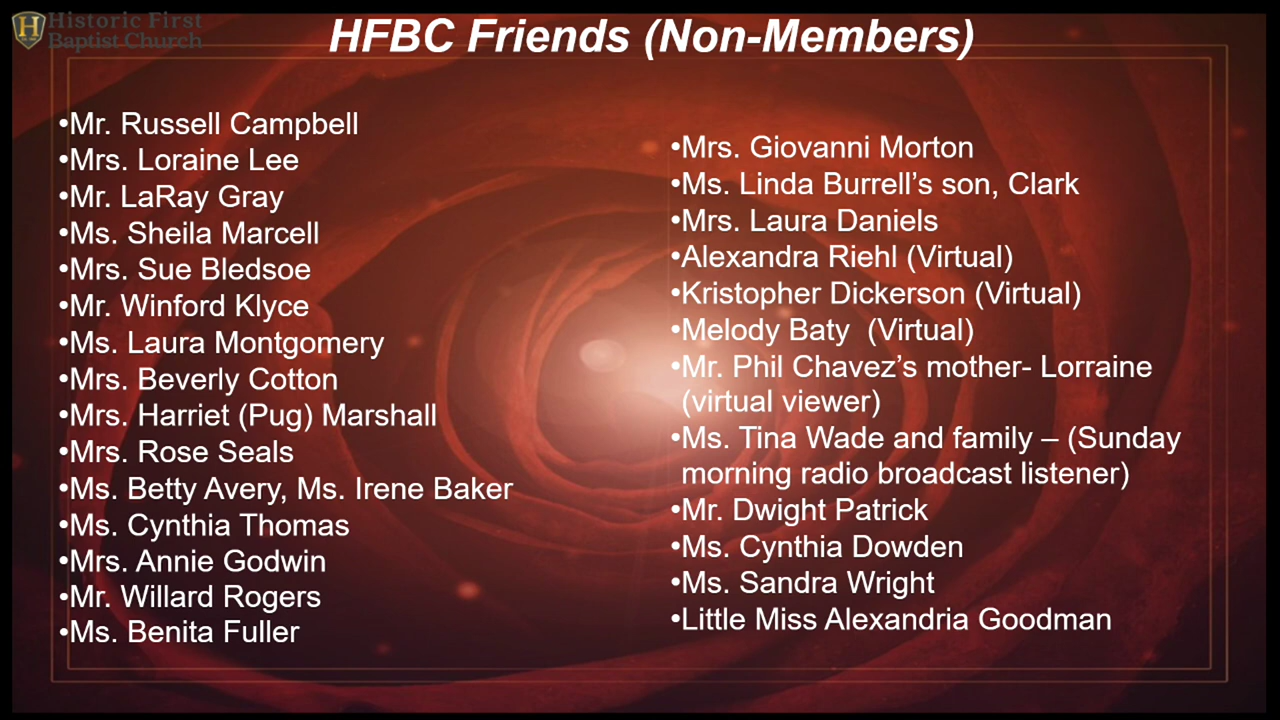 Historic First
Baptist Church
HFBC Friends (Non-Members)
•Mr. Russell Campbell
•Mrs. Loraine Lee
•Mr. LaRay Gray
•Ms. Sheila Marcell
•Mrs. Sue Bledsoe
•Mr. Winford Klyce
•Ms. Laura Montgomery
•Mrs. Beverly Cotton
•Mrs. Harriet (Pug) Marshall
•Mrs. Rose Seals
•Ms. Betty Avery, Ms. Irene Baker
•Ms. Cynthia Thomas
•Mrs. Annie Godwin
•Mr. Willard Rogers
•Ms. Benita Fuller
•Mrs. Giovanni Morton
•Ms. Linda Burrell’s son, Clark
•Mrs. Laura Daniels
•Alexandra Riehl (Virtual)
•Kristopher Dickerson (Virtual)
•Melody Baty  (Virtual)
•Mr. Phil Chavez’s mother- Lorraine
(virtual viewer)
•Ms. Tina Wade and family – (Sunday
morning radio broadcast listener)
•Mr. Dwight Patrick
•Ms. Cynthia Dowden
•Ms. Sandra Wright
•Little Miss Alexandria Goodman